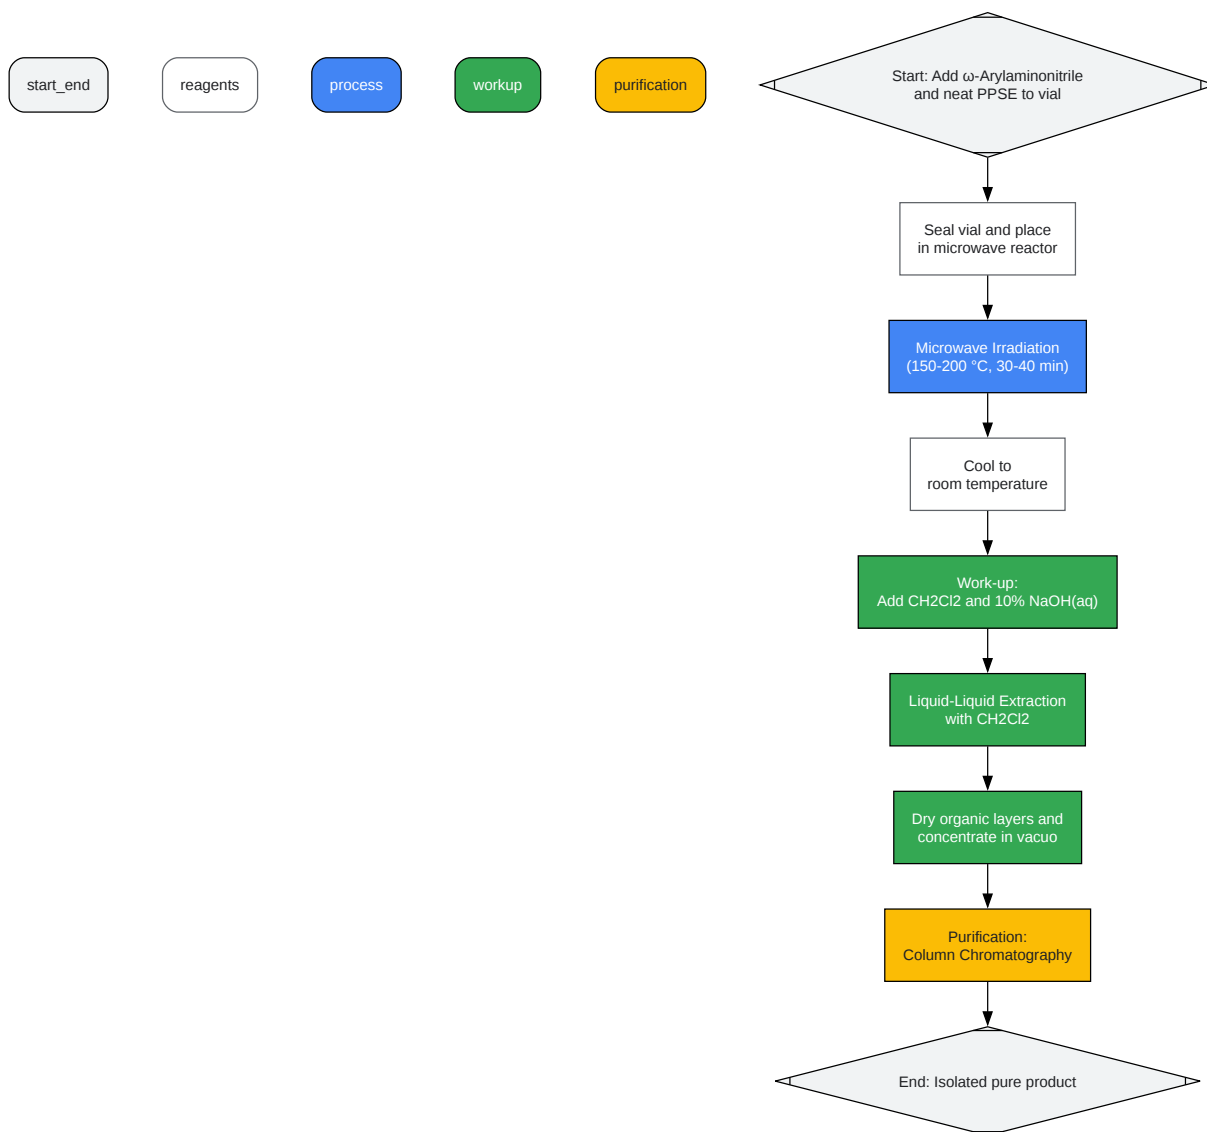 start_end
reagents
process
workup
purification
Start: Add ω-Arylaminonitrile
and neat PPSE to vial
Seal vial and place
in microwave reactor
Microwave Irradiation
(150-200 °C, 30-40 min)
Cool to
room temperature
Work-up:
Add CH2Cl2 and 10% NaOH(aq)
Liquid-Liquid Extraction
with CH2Cl2
Dry organic layers and
concentrate in vacuo
Purification:
Column Chromatography
End: Isolated pure product